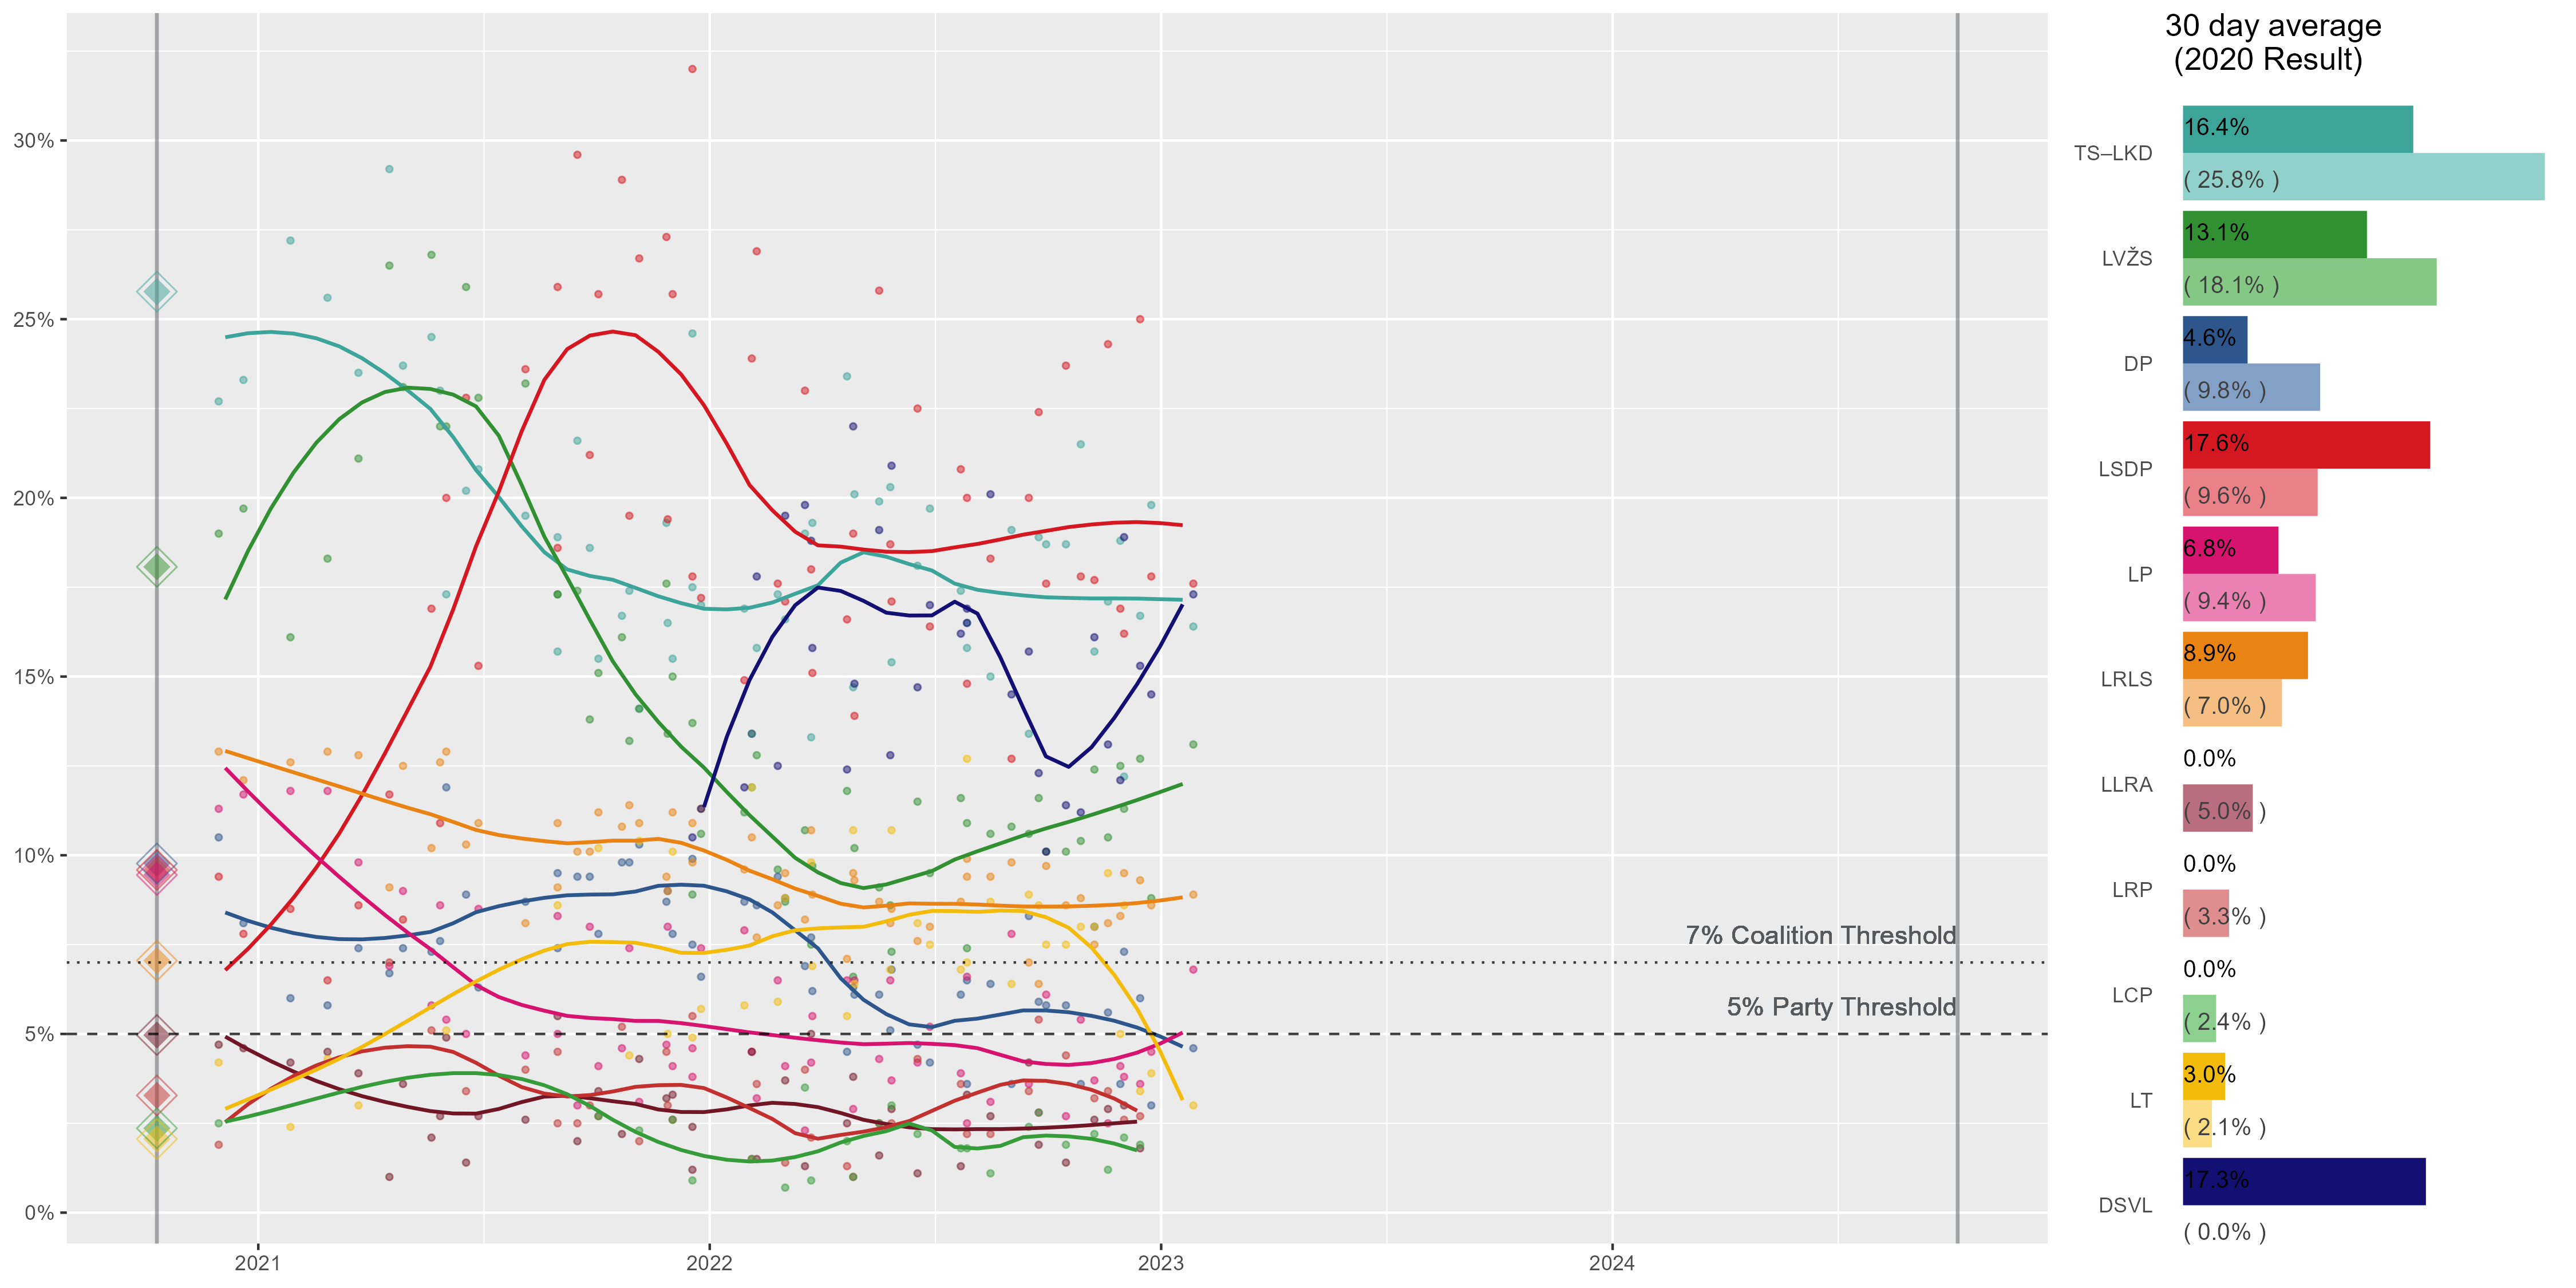 30 day average
(2020 Result)
30%
25%
20%
15%
10%
5%
0%
7% Coalition Threshold
5% Party Threshold
2021
2022
2023
2024
TS–LKD
16.4%
( 25.8% )
LVŽS
13.1%
( 18.1% )
DP
4.6%
( 9.8% )
LSDP
17.6%
( 9.6% )
LP
6.8%
( 9.4% )
LRLS
8.9%
( 7.0% )
LLRA
0.0%
( 5.0% )
LRP
0.0%
( 3.3% )
LCP
0.0%
( 2.4% )
LT
3.0%
( 2.1% )
DSVL
17.3%
( 0.0% )